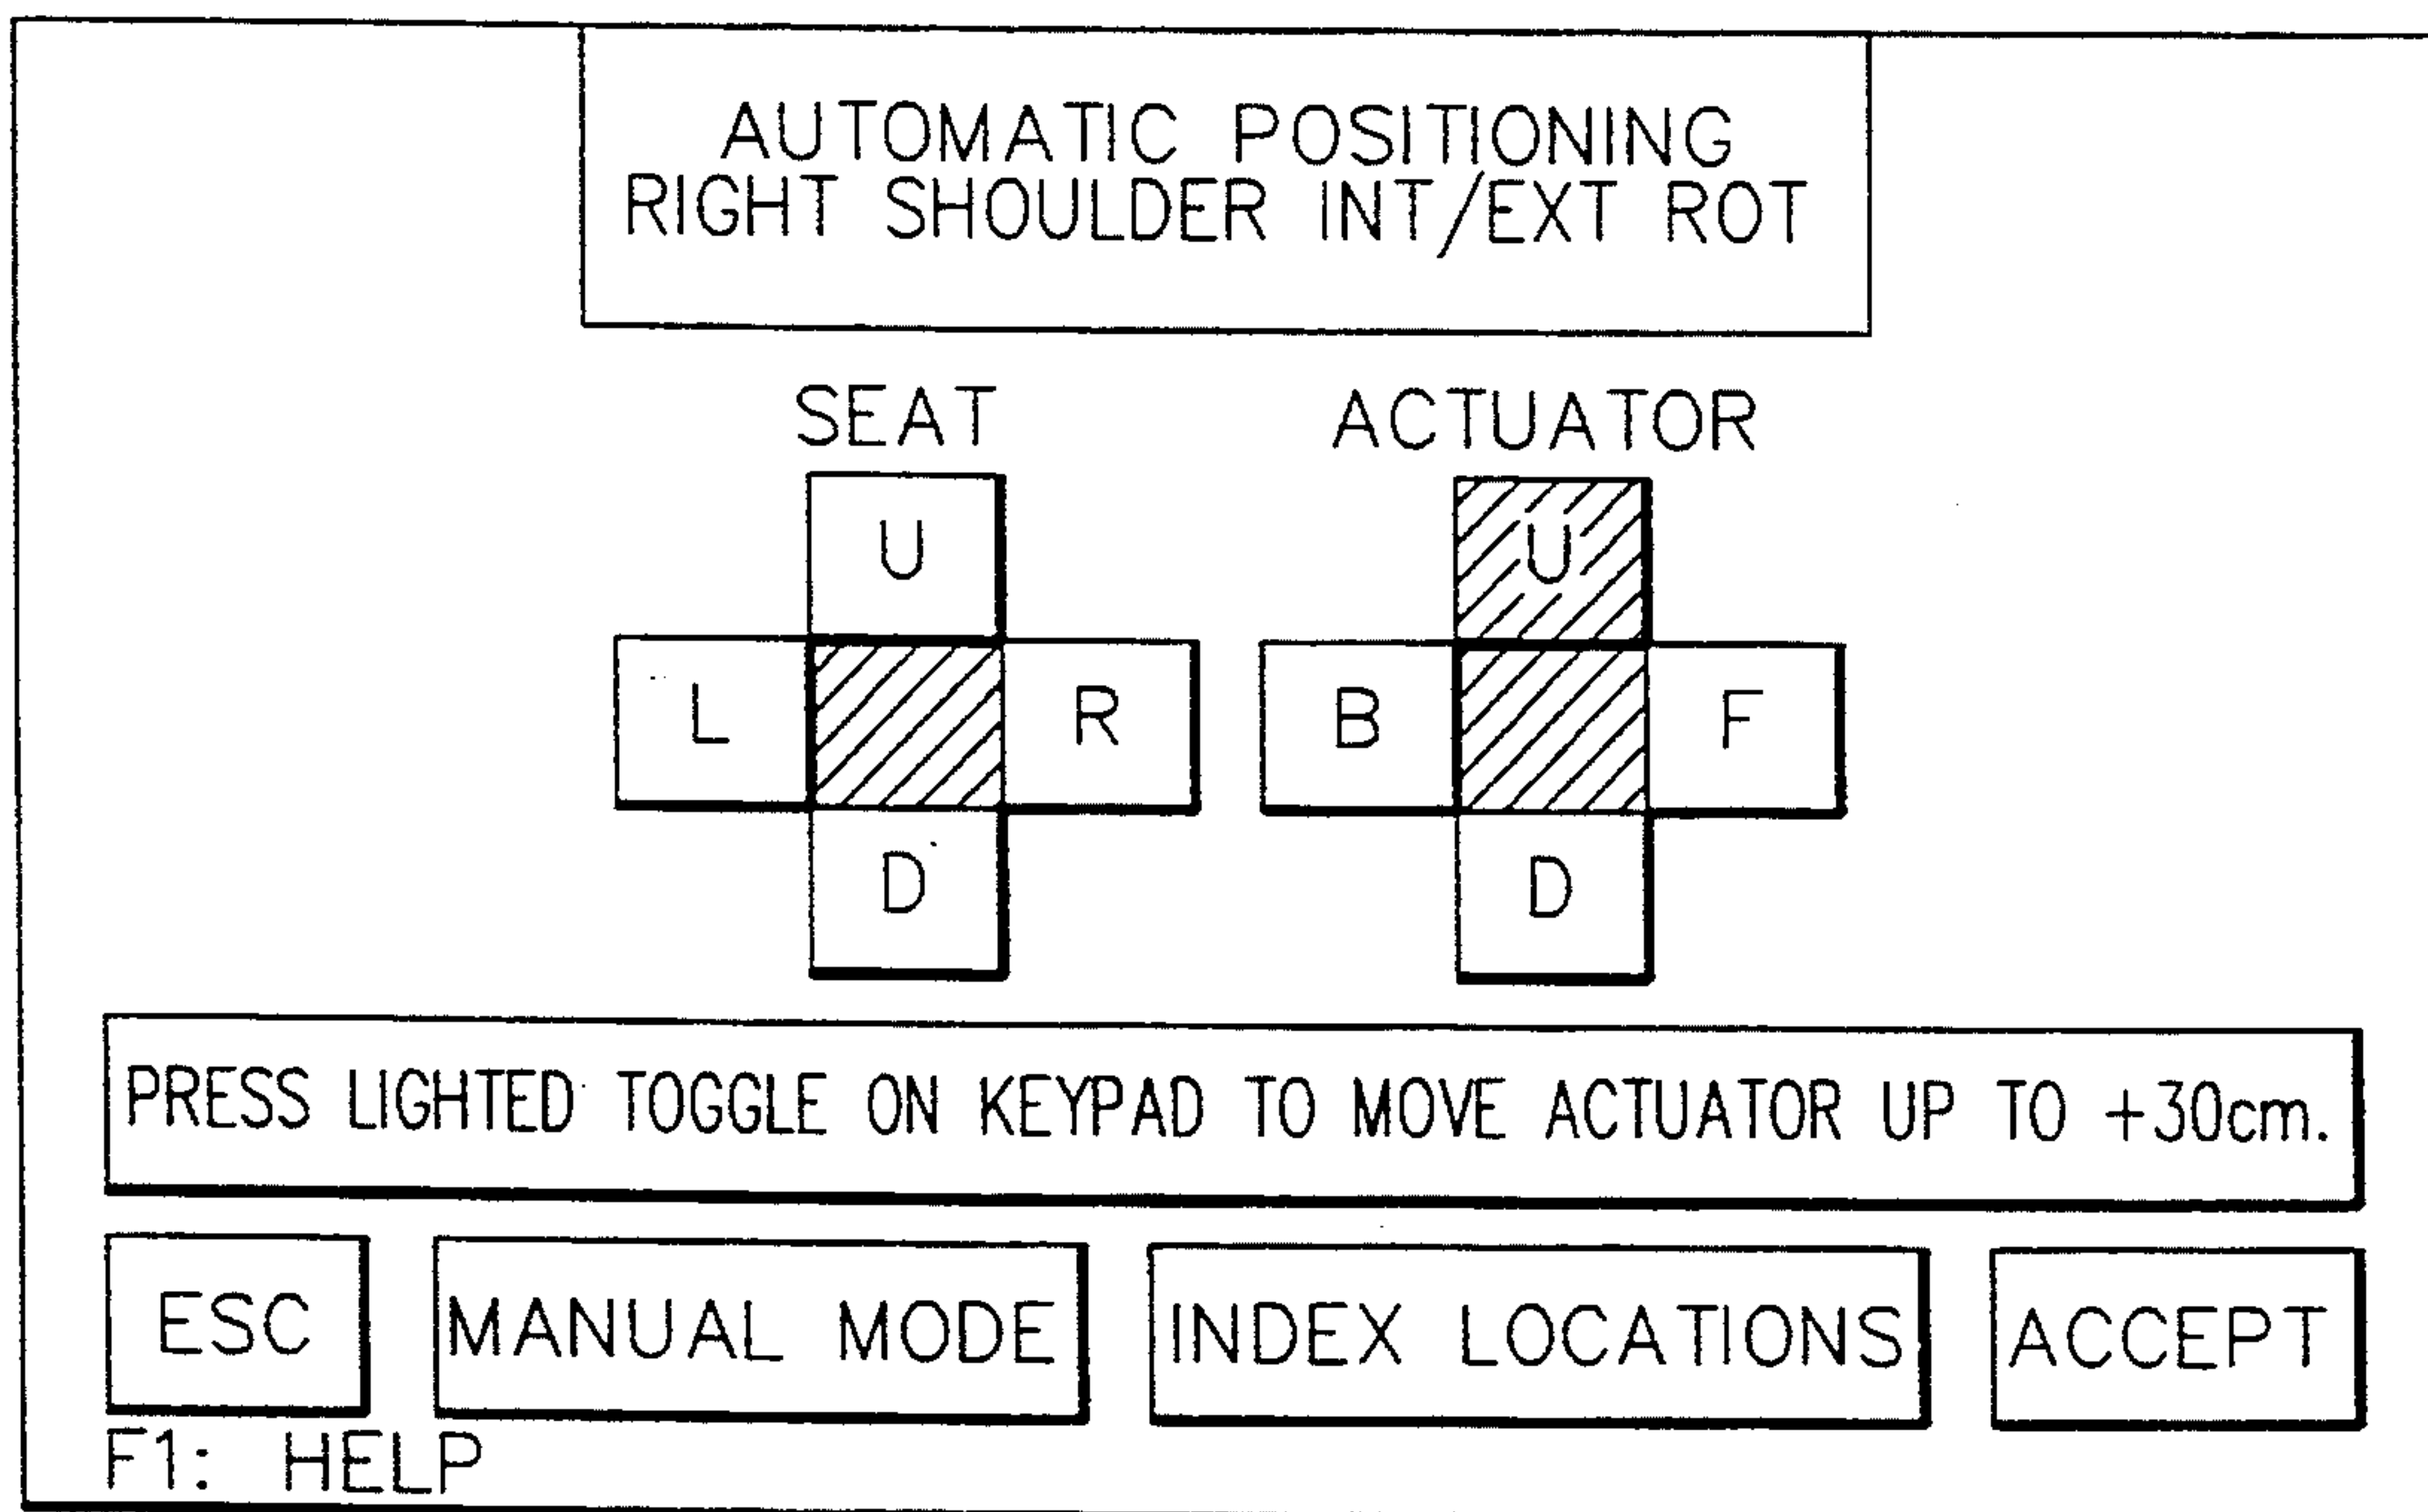 AUTOMATIC POSITIONING
RIGHT SHOULDER INT/EXT ROT
SEAT
ACTUATOR
U
L
R
D
U
B
F
D
PRESS LIGHTED TOGGLE ON KEYPAD TO MOVE ACTUATOR UP TO +30cm.
ESC
MANUAL MODE
INDEX LOCATIONS
ACCEPT
F1: HELP